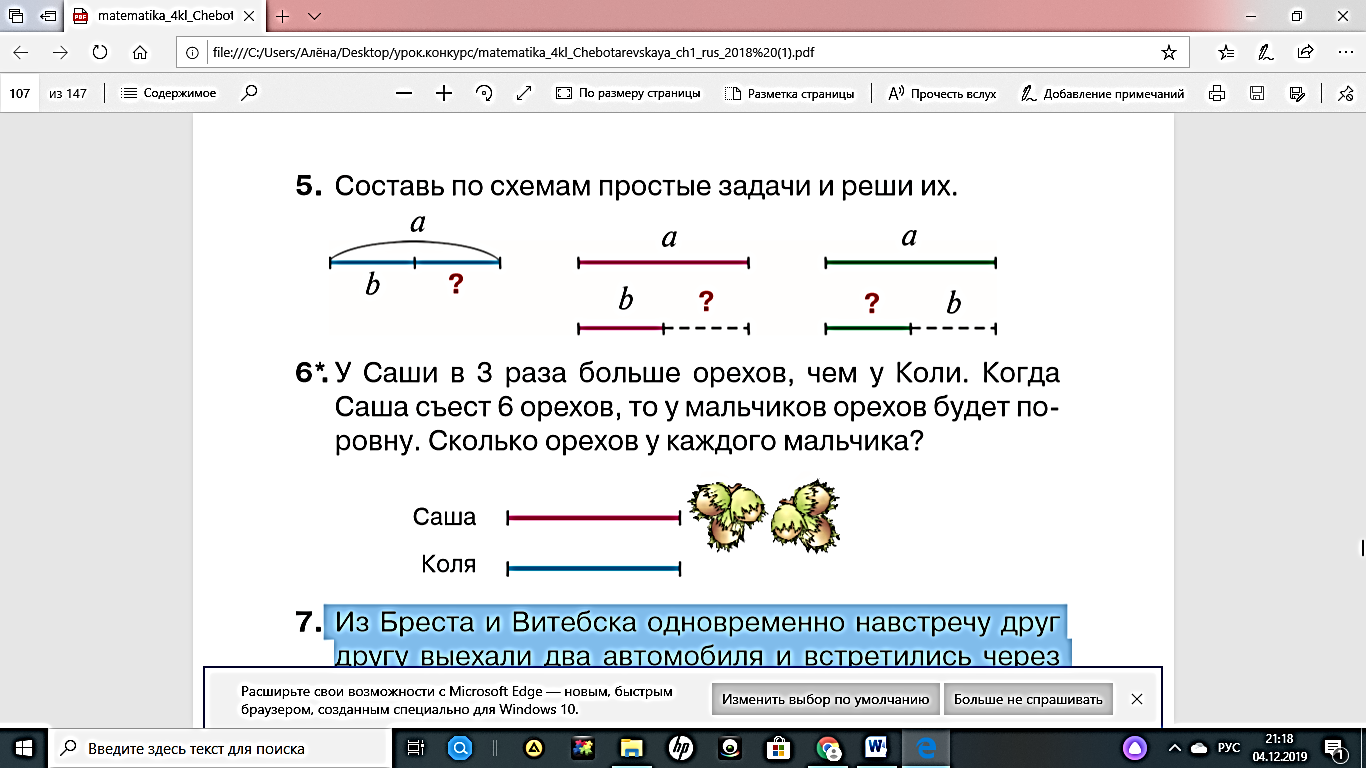 matematika_4kl_Chebot
file:///C:/Users/Алёна/Desktop/урок.конкурс/matematika_4kl_Chebotarevskaya_ch1_rus_2018%20(1).pdf
107 из 147 Содержимое По размеру страницы Разметка страницы Прочесть вслух Добавление примечаний
5. Составь по схемам простые задачи и реши их.
a a a
b ? b ? ? b
6*. У Саши в 3 раза больше орехов, чем у Коли. Когда
Саша съест 6 орехов, то у мальчиков орехов будет по-
ровну. Сколько орехов у каждого мальчика?
Саша
Коля
7. Из Бреста и Витебска одновременно навстречу друг
другу выехали два автомобиля и встретились через
Расширьте свои возможности с Microsoft Edge — новым, быстрым
браузером, созданным специально для Windows 10.
Изменить выбор по умолчанию Больше не спрашивать
Введите здесь текст для поиска
hp
РУС
21:18
04.12.2019
1